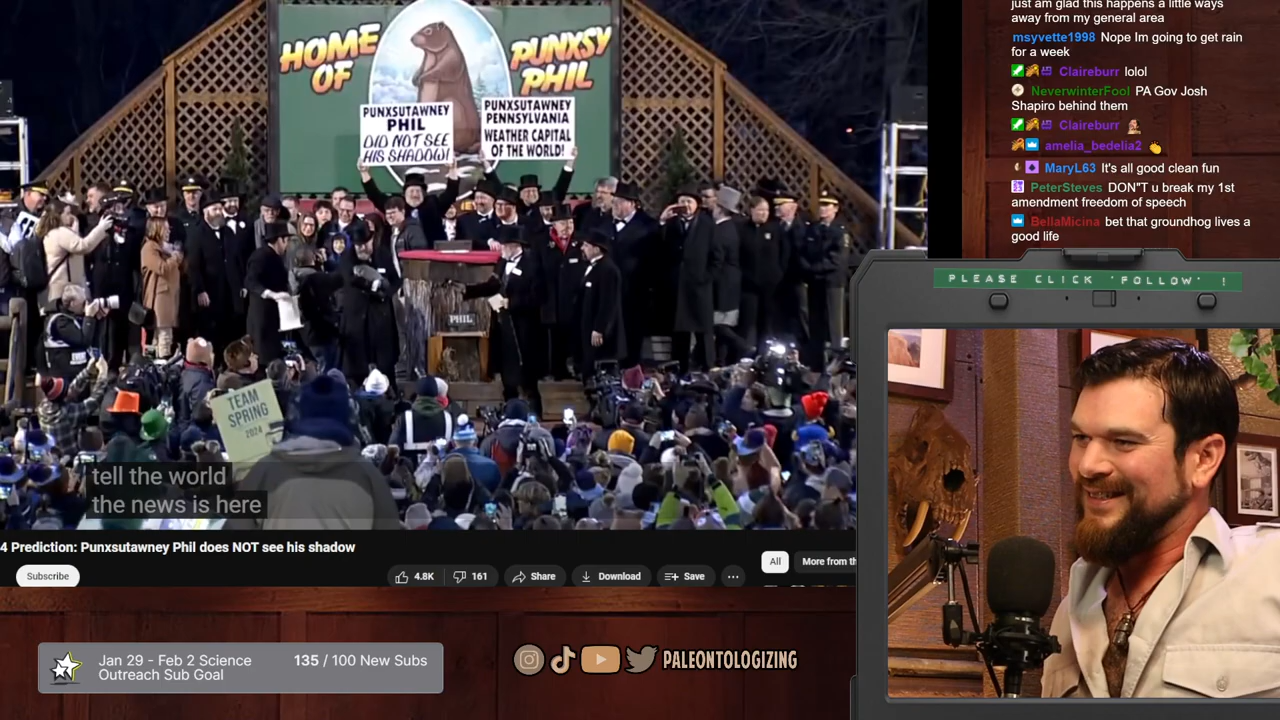 HOME
OF
PUNXSY
PHIL
PUNXSUTAWNEY
PHIL
DID NOT SEE
HIS SHADOW!
PUNXSUTAWNEY
PENNSYLVANIA
WEATHER CAPITAL
OF THE WORLD!
PHIL
TEAM
SPRING
2024
tell the world
the news is here
4 Prediction: Punxsutawney Phil does NOT see his shadow
Subscribe
4.8K
161
Share
Download
Save
All
More from th
just am glad this happens a little ways
away from my general area
msyvette1998 Nope Im going to get rain
for a week
Claireburr lolol
NeverwinterFool PA Gov Josh
Shapiro behind them
Claireburr
amelia_bedelia2
MaryL63 It's all good clean fun
PeterSteves DON"T u break my 1st
amendment freedom of speech
BellaMicina bet that groundhog lives a
good life
PLEASE CLICK 'FOLLOW' !
Jan 29 - Feb 2 Science
Outreach Sub Goal
135 / 100 New Subs
PALEONTOLOGIZING